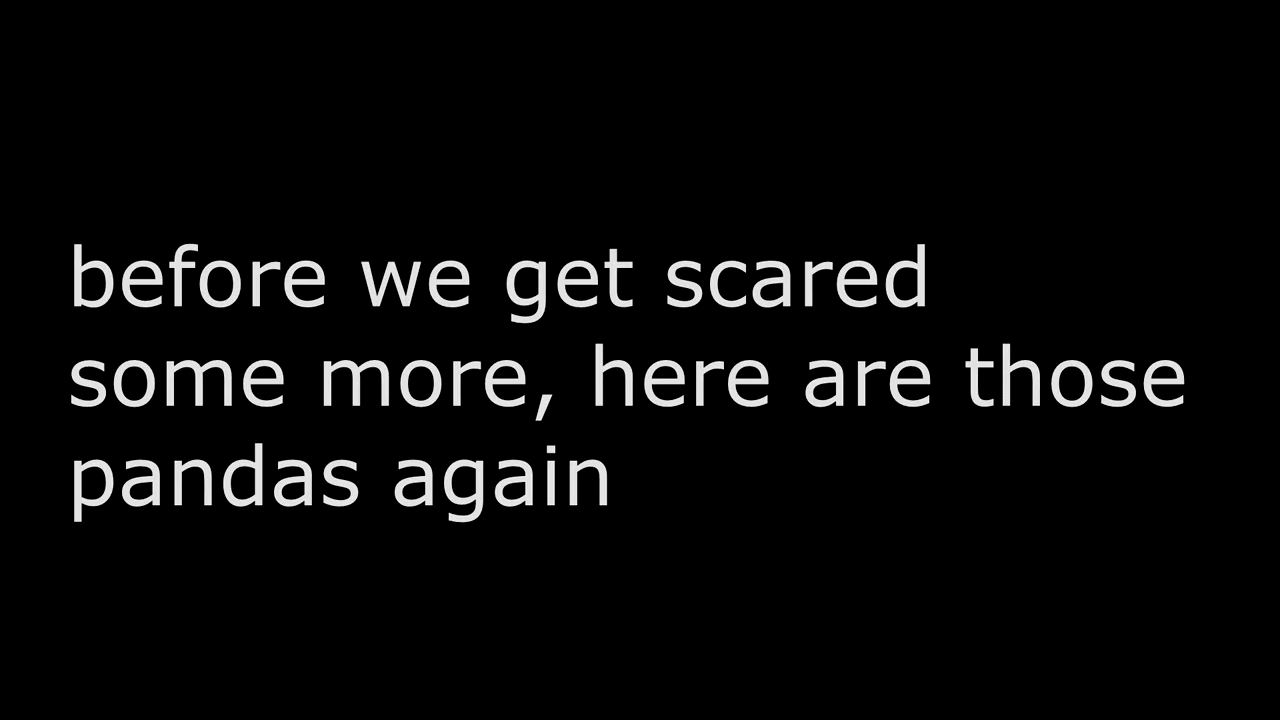 before we get scared
some more, here are those
pandas again